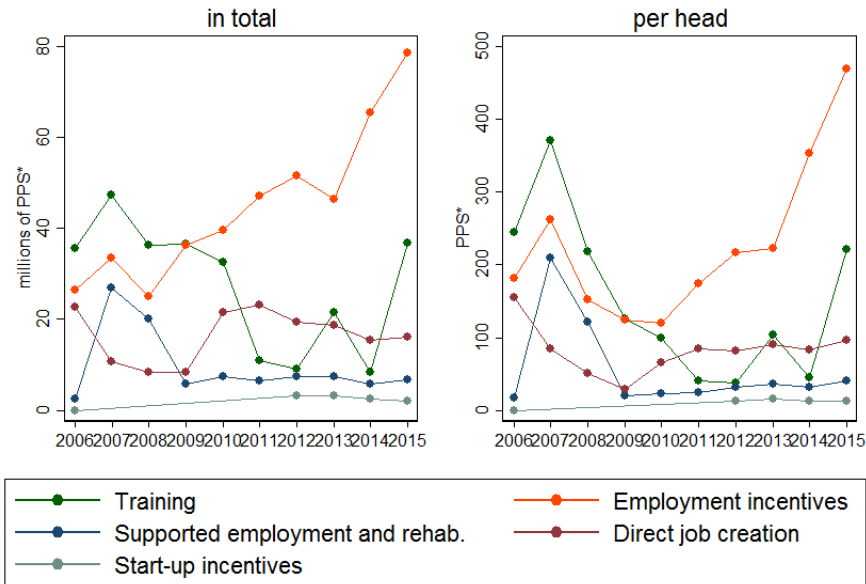 in total
per head
millions of PPS*
80
60
40
20
0
2006 2007 2008 2009 2010 2011 2012 2013 2014 2015
PPS*
500
400
300
200
100
0
2006 2007 2008 2009 2010 2011 2012 2013 2014 2015
Training
Employment incentives
Supported employment and rehab.
Direct job creation
Start-up incentives